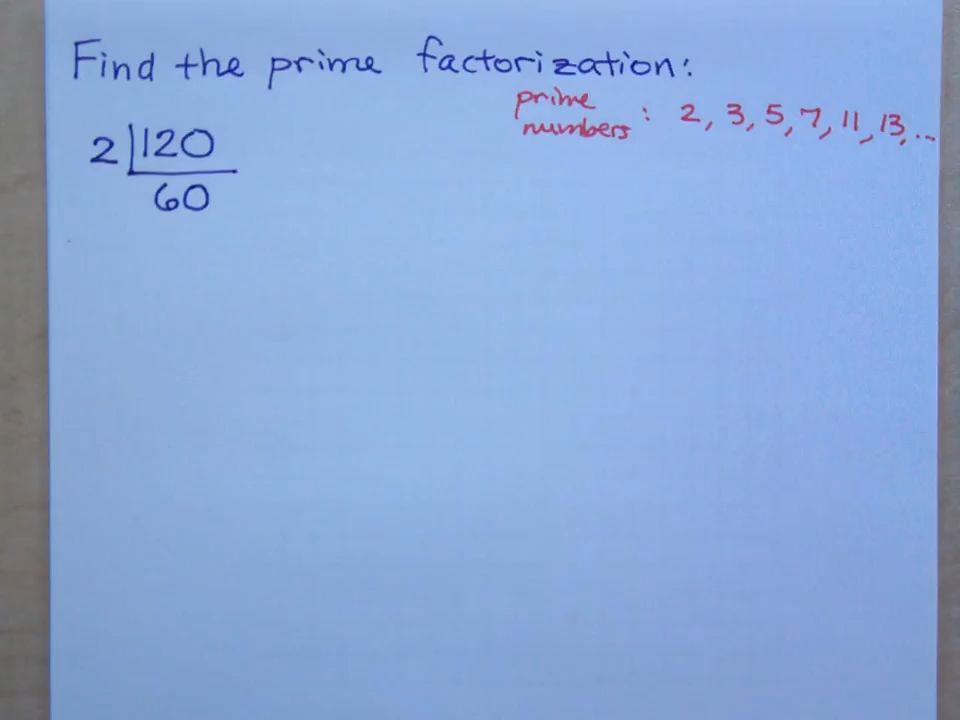 Find the prime factorization:
prime
numbers : 2, 3, 5, 7, 11, 13, ...
2 120
60